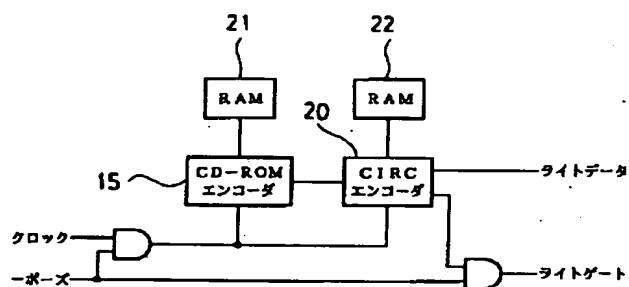 21
22
RAM
RAM
20
15
CD-ROM
エンコーダ
CIRC
エンコーダ
ライトデータ
クロック
ーポーズ
ライトゲート